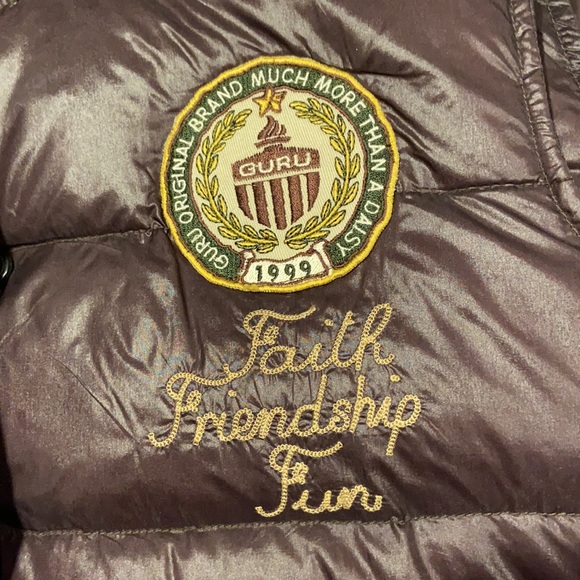 GURU ORIGINAL BRAND MUCH MORE THAN A DAISY
GURU
1999
Faith
Friendship
Fun